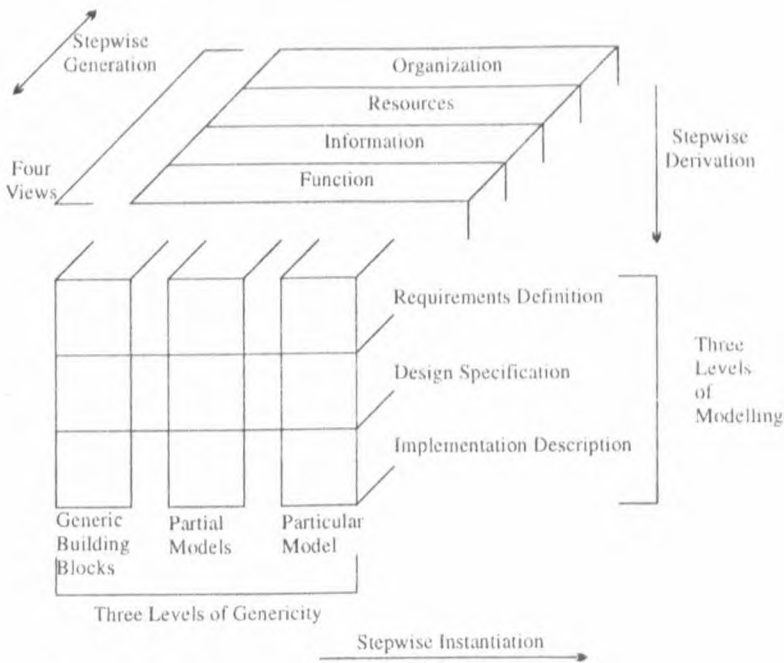 Stepwise
Generation
Organization
Resources
Information
Function
Four
Views
Stepwise
Derivation
Requirements Definition
Design Specification
Implementation Description
Three
Levels
of
Modelling
Generic
Building
Blocks
Partial
Models
Particular
Model
Three Levels of Genericity
Stepwise Instantiation